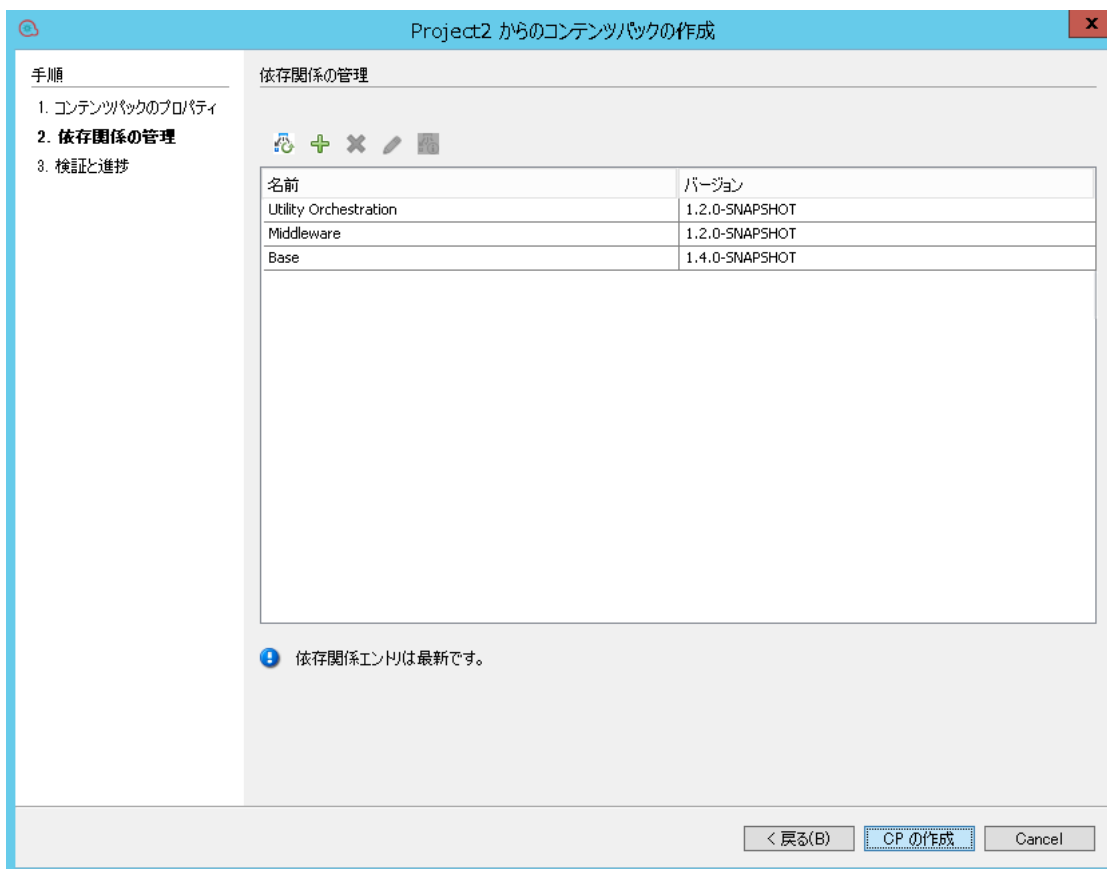 Project2 からのコンテンツパックの作成
手順
1. コンテンツパックのプロパティ
2. 依存関係の管理
3. 検証と進捗
依存関係の管理
名前 バージョン
Utility Orchestration 1.2.0-SNAPSHOT
Middleware 1.2.0-SNAPSHOT
Base 1.4.0-SNAPSHOT
依存関係エントリは最新です。
< 戻る(B) CP の作成 Cancel